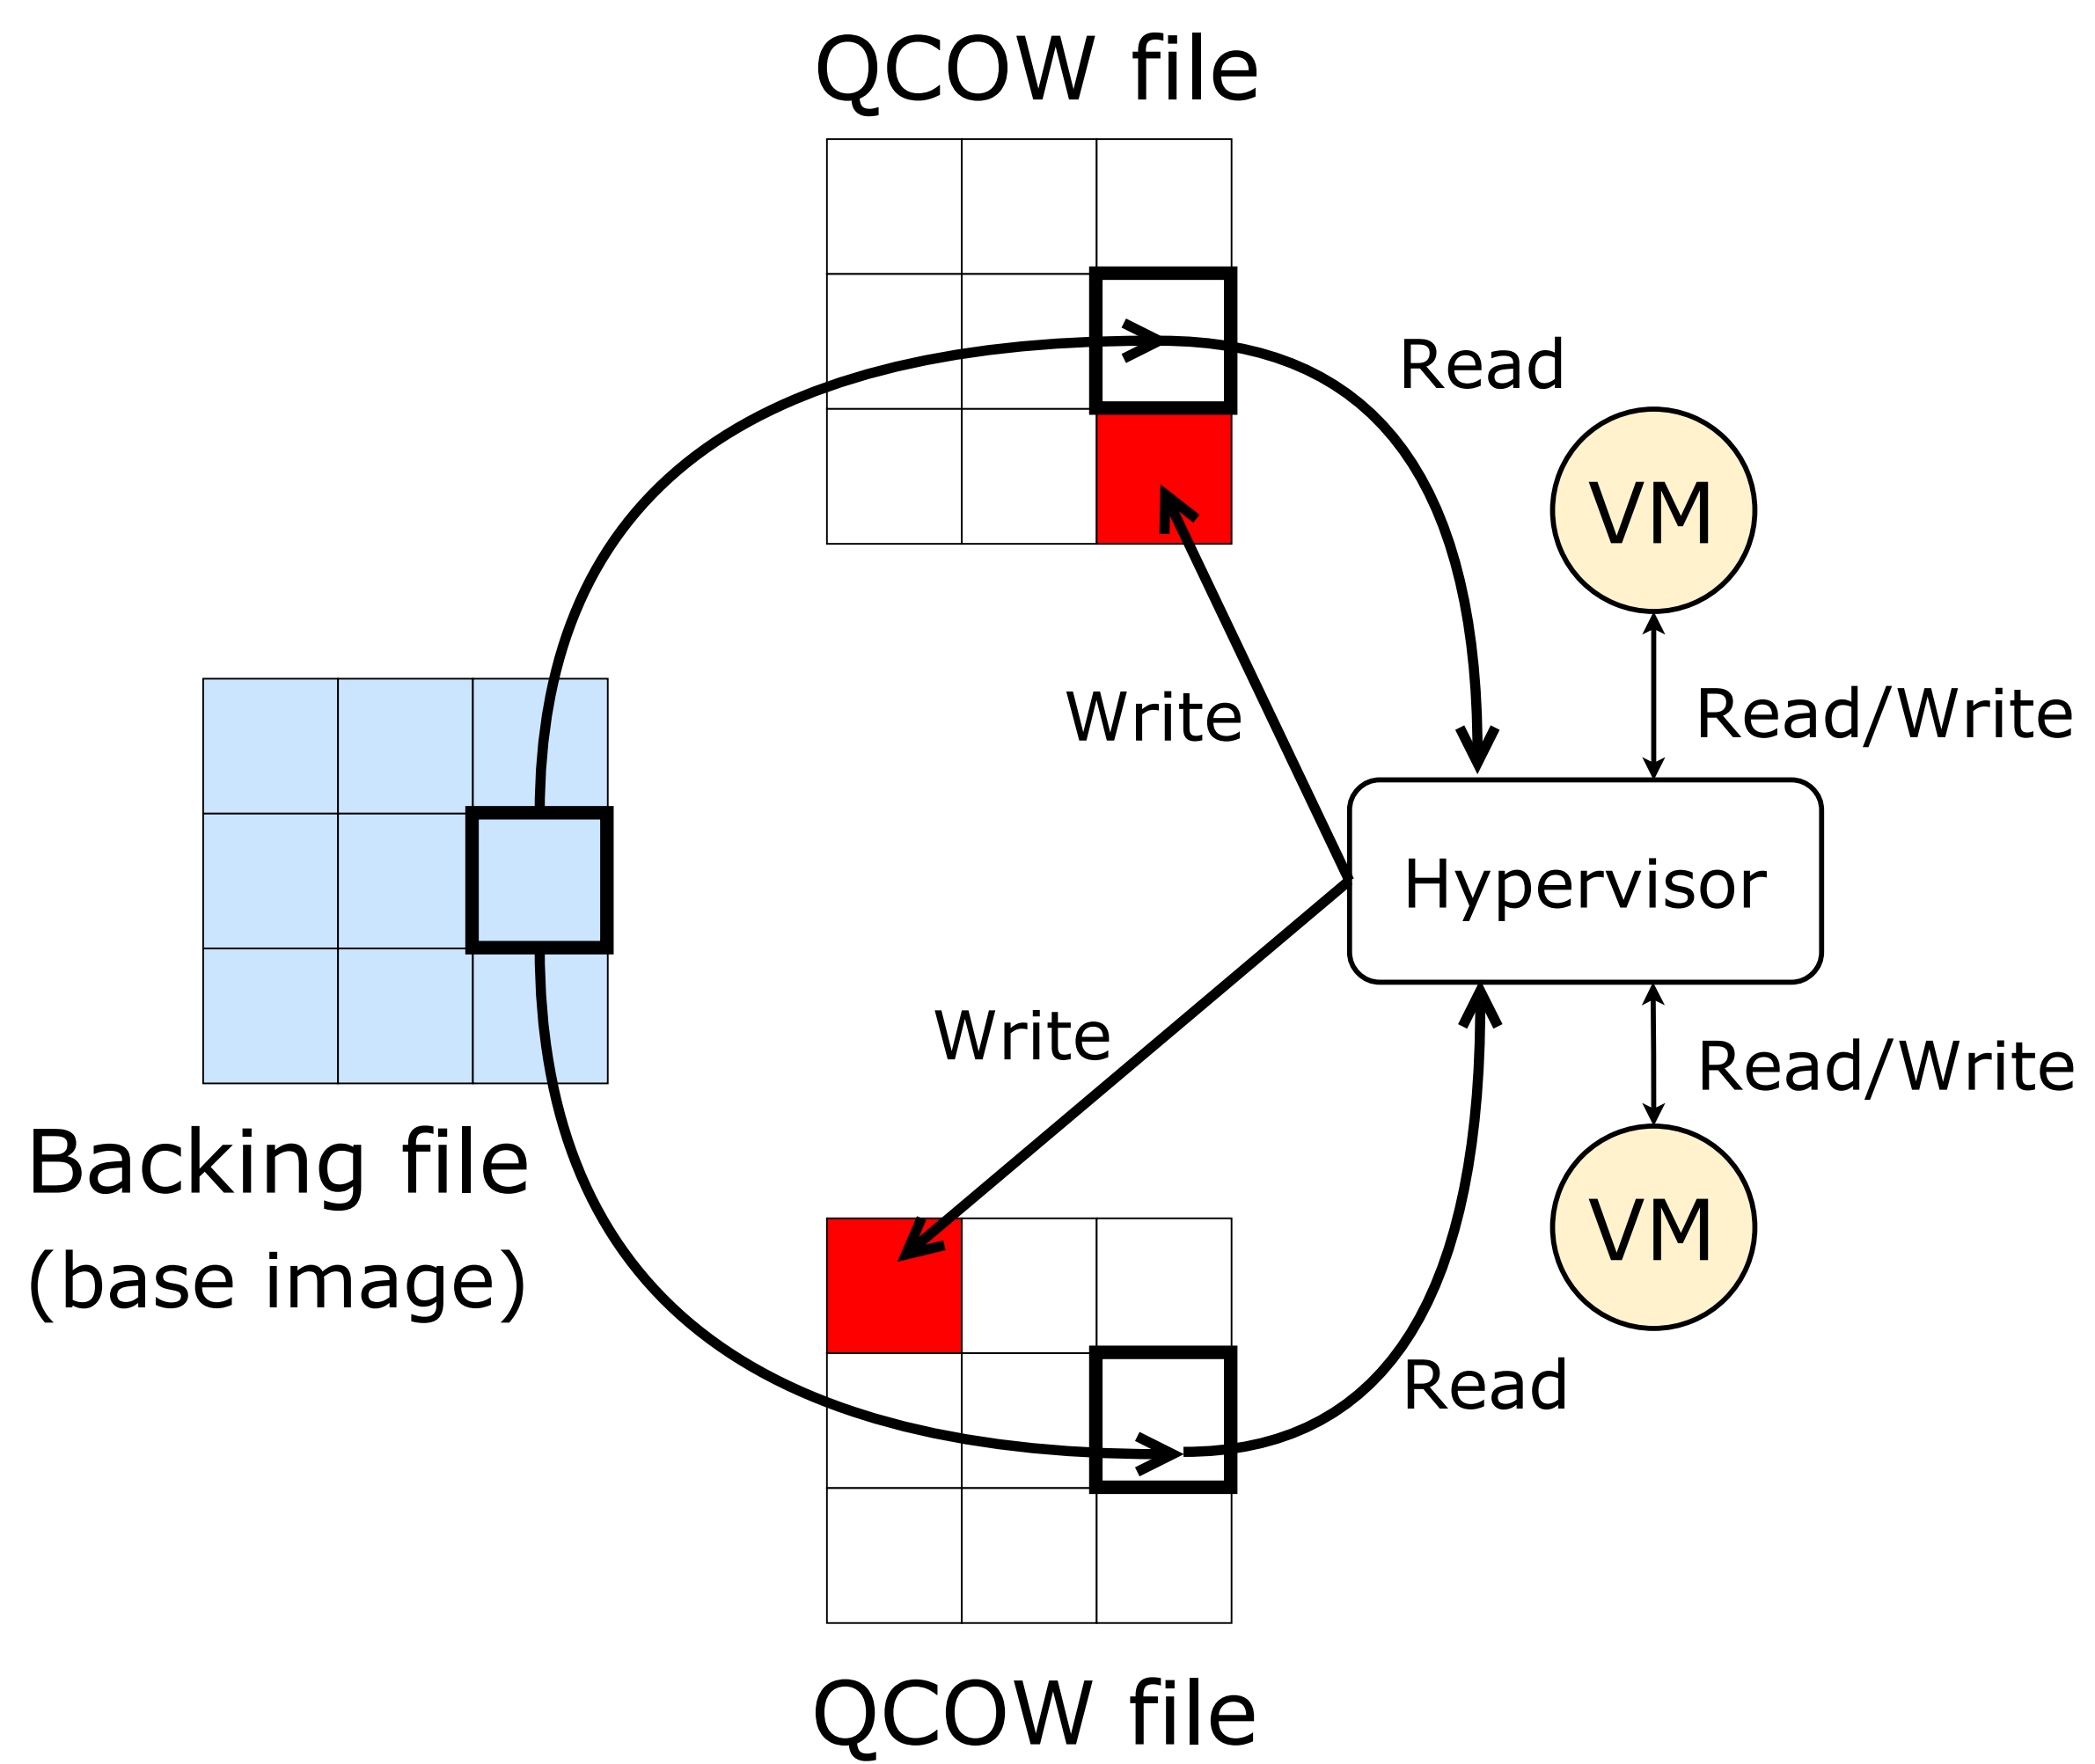 QCOW file
Read
VM
Write
Read/Write
Hypervisor
Write
Read/Write
Backing file
(base image)
VM
Read
QCOW file